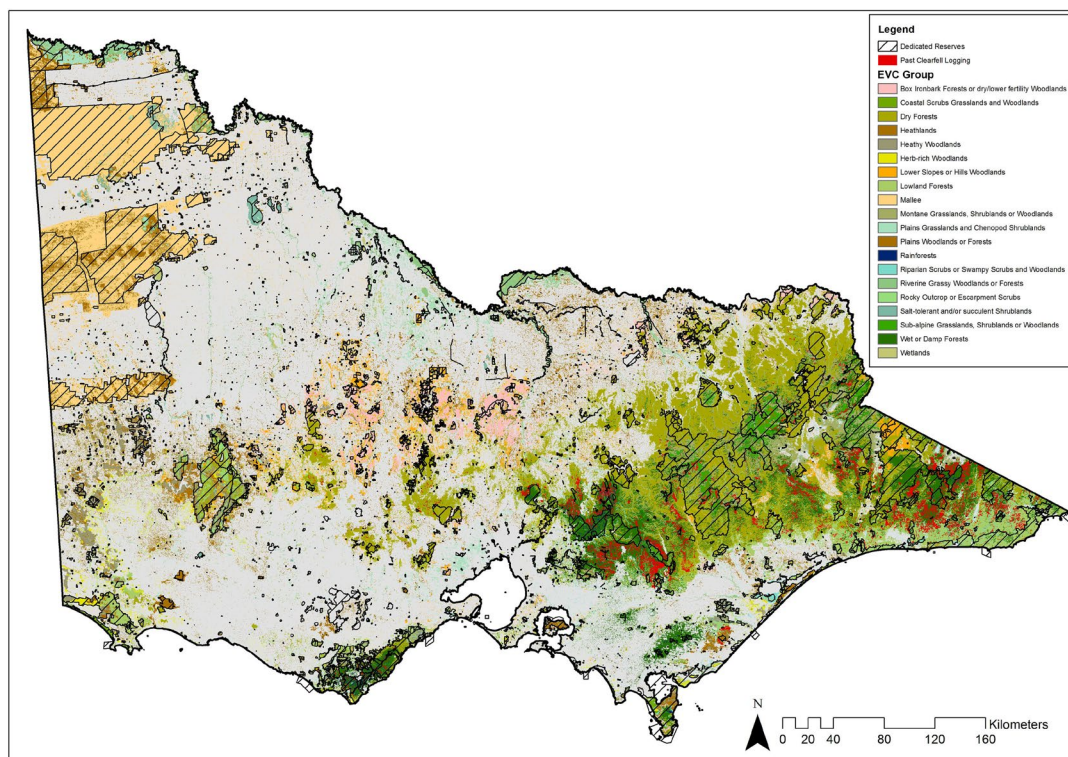 Legend
Dedicated Reserves
Past Clearfell Logging
EVC Group
Box Ironbark Forests or dry/lower fertility Woodlands
Coastal Scrubs Grasslands and Woodlands
Dry Forests
Heathlands
Heathy Woodlands
Herb-rich Woodlands
Lower Slopes or Hills Woodlands
Lowland Forests
Mallee
Montane Grasslands, Shrublands or Woodlands
Plains Grasslands and Chenopod Shrublands
Plains Woodlands or Forests
Rainforests
Riparian Scrubs or Swampy Scrubs and Woodlands
Riverine Grassy Woodlands or Forests
Rocky Outcrop or Escarpment Scrubs
Salt-tolerant and/or succulent Shrublands
Sub-alpine Grasslands, Shrublands or Woodlands
Wet or Damp Forests
Wetlands
N
Kilometers
0 20 40 80 120 160